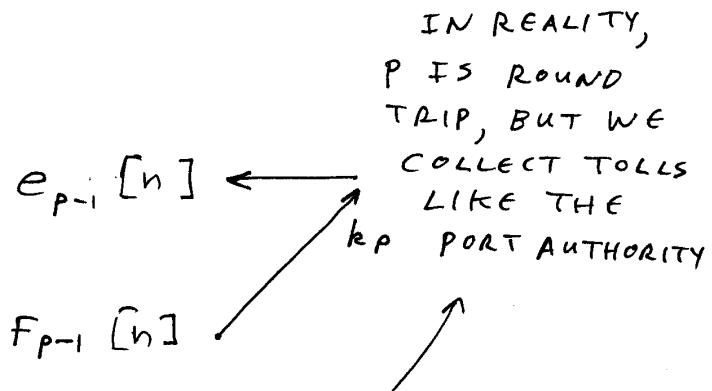 IN REALITY,
P IS ROUND
TRIP, BUT WE
COLLECT TOLLS
LIKE THE
PORT AUTHORITY
e_{p-1} [n]
k_p
F_{p-1} [n]